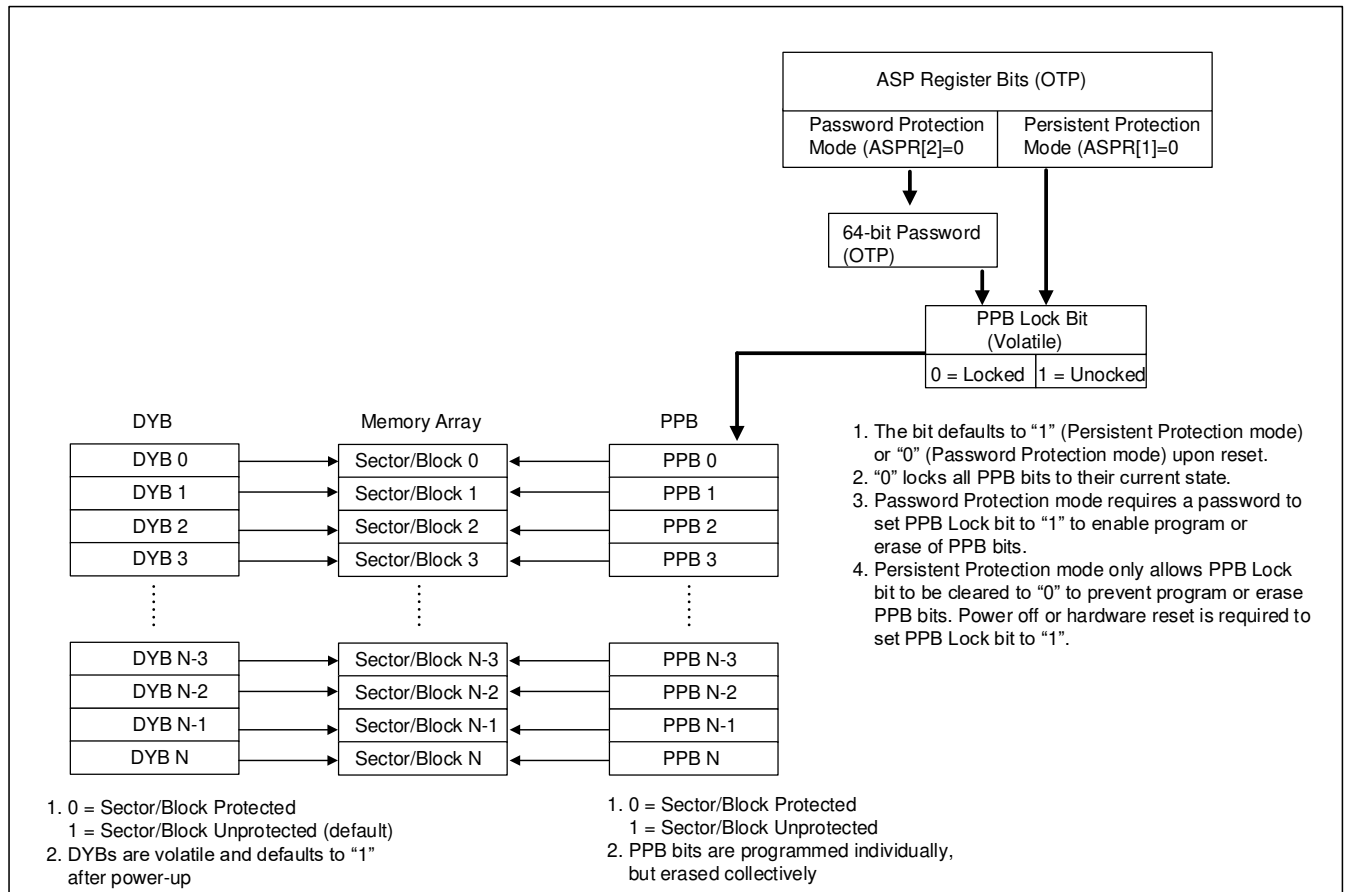 ASP Register Bits (OTP)
Password Protection
Mode (ASPR[2]=0
Persistent Protection
Mode (ASPR[1]=0
64-bit Password
(OTP)
PPB Lock Bit
(Volatile)
0 = Locked
1 = Unocked
1. The bit defaults to “1” (Persistent Protection mode)
or “0” (Password Protection mode) upon reset.
2. “0” locks all PPB bits to their current state.
3. Password Protection mode requires a password to
set PPB Lock bit to “1” to enable program or
erase of PPB bits.
4. Persistent Protection mode only allows PPB Lock
bit to be cleared to “0” to prevent program or erase
PPB bits. Power off or hardware reset is required to
set PPB Lock bit to “1”.
DYB
Memory Array
PPB
DYB 0
Sector/Block 0
PPB 0
DYB 1
Sector/Block 1
PPB 1
DYB 2
Sector/Block 2
PPB 2
DYB 3
Sector/Block 3
PPB 3
DYB N-3
Sector/Block N-3
PPB N-3
DYB N-2
Sector/Block N-2
PPB N-2
DYB N-1
Sector/Block N-1
PPB N-1
DYB N
Sector/Block N
PPB N
1. 0 = Sector/Block Protected
1 = Sector/Block Unprotected (default)
2. DYBs are volatile and defaults to “1”
after power-up
1. 0 = Sector/Block Protected
1 = Sector/Block Unprotected
2. PPB bits are programmed individually,
but erased collectively